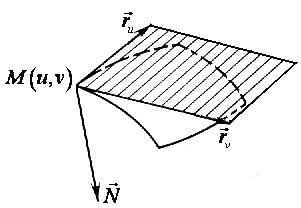 r⃗ᵤ
M(u,v)
r⃗ᵥ
N⃗